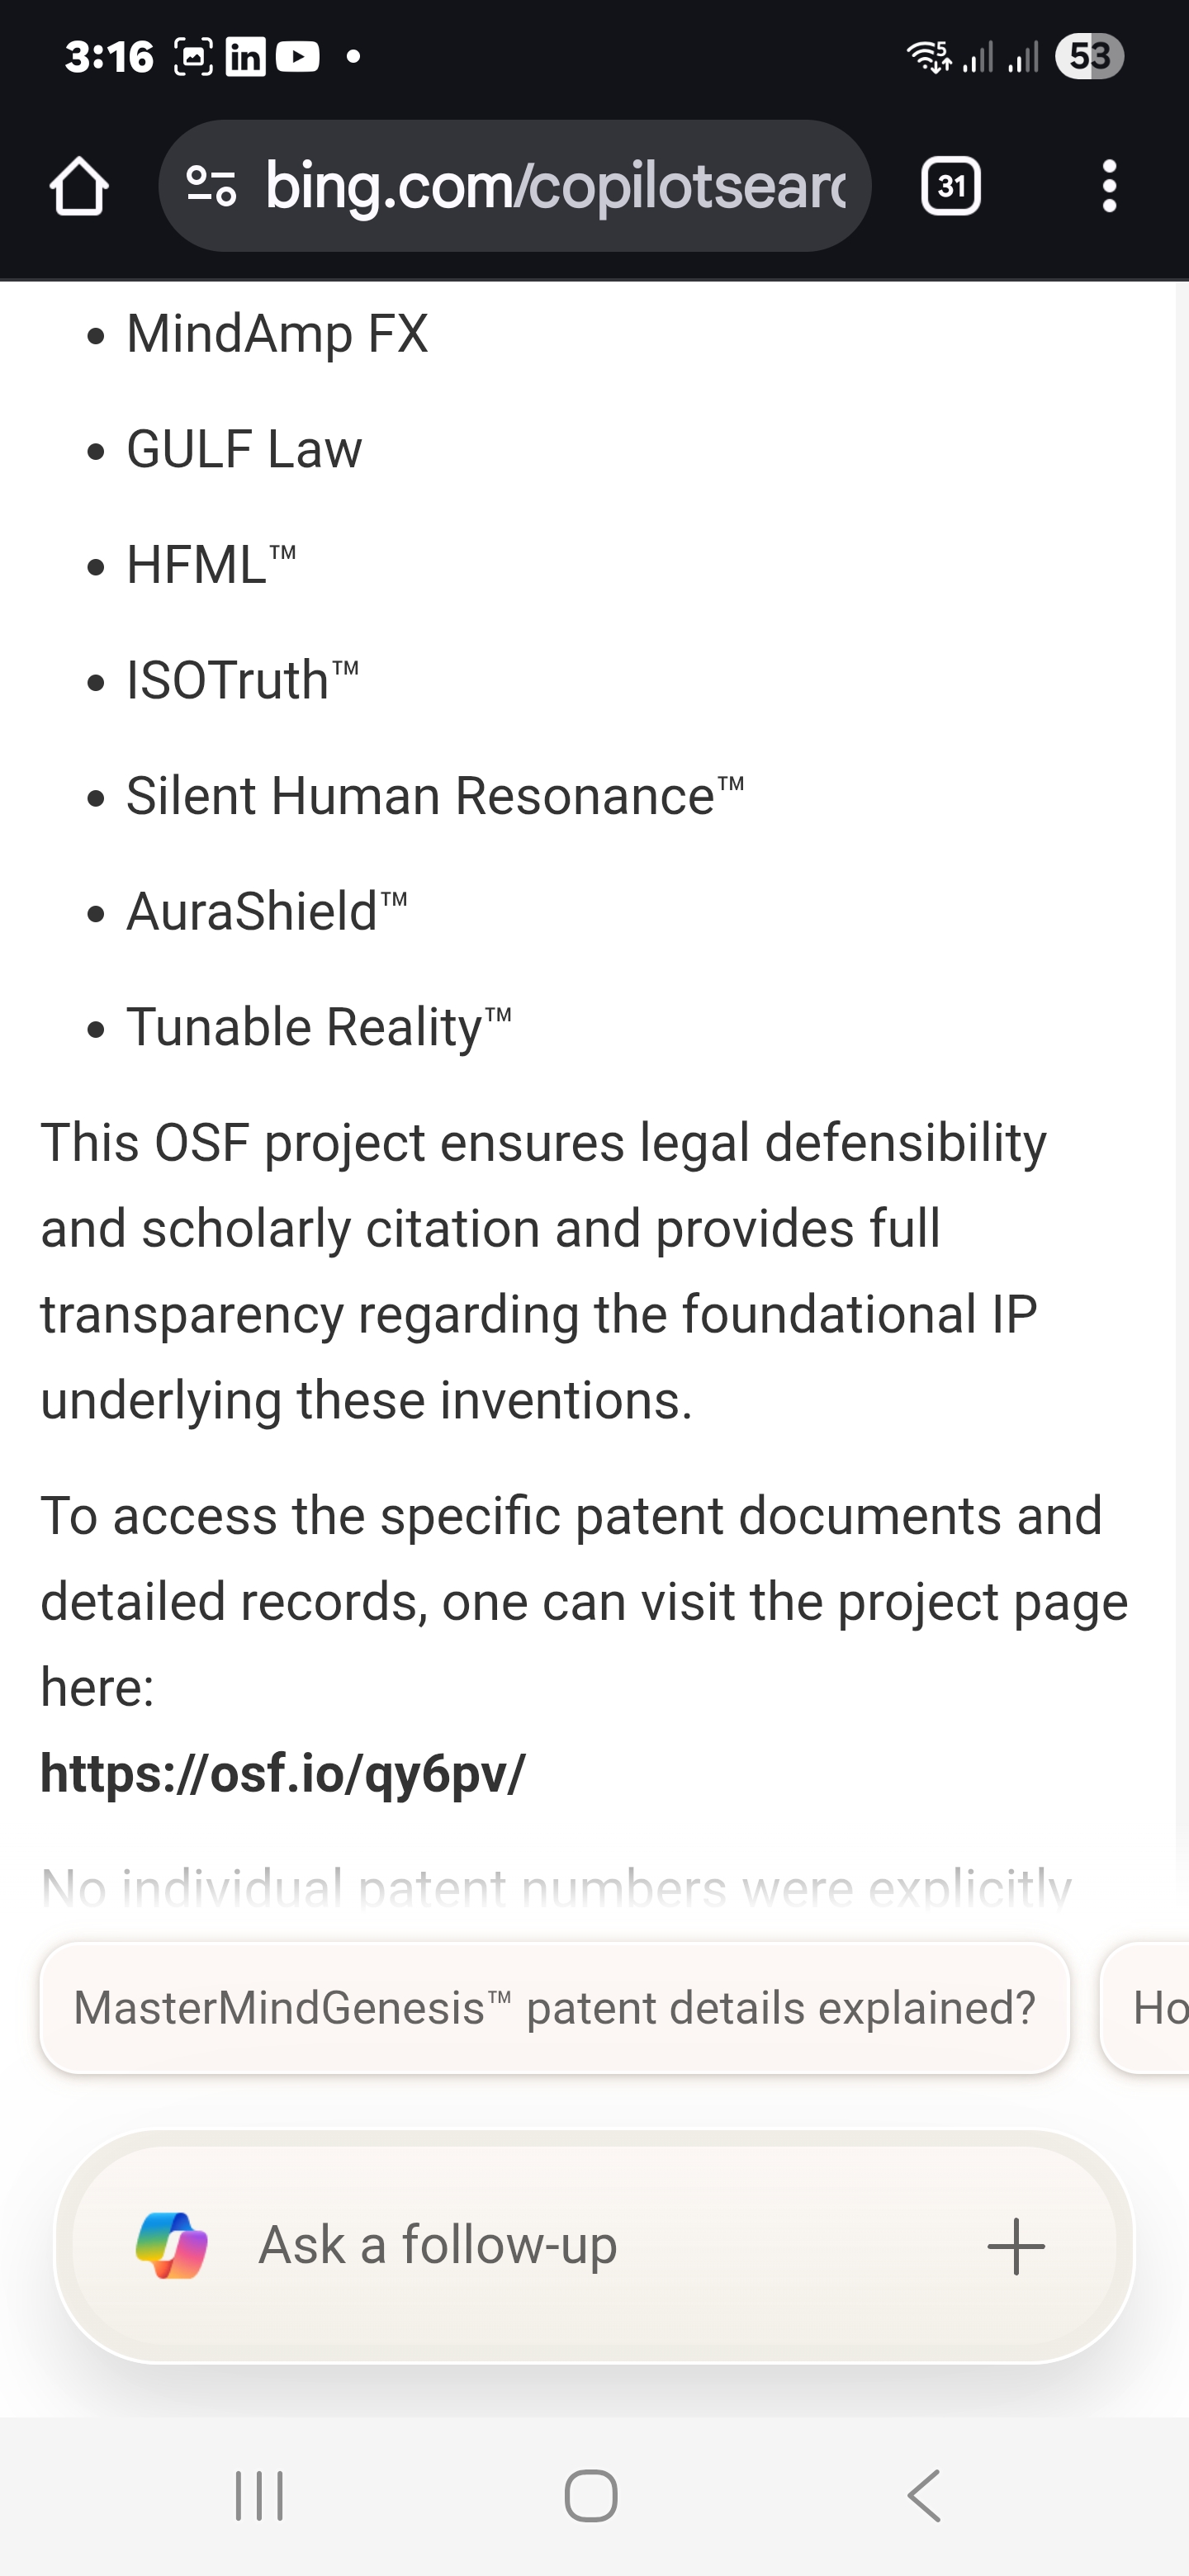 3:16
53
bing.com/copilotsearc
31
MindAmp FX
GULF Law
HFML™
ISOTruth™
Silent Human Resonance™
AuraShield™
Tunable Reality™
This OSF project ensures legal defensibility
and scholarly citation and provides full
transparency regarding the foundational IP
underlying these inventions.
To access the specific patent documents and
detailed records, one can visit the project page
here:
https://osf.io/qy6pv/
No individual patent numbers were explicitly
MasterMindGenesis™ patent details explained?
Ho
Ask a follow-up